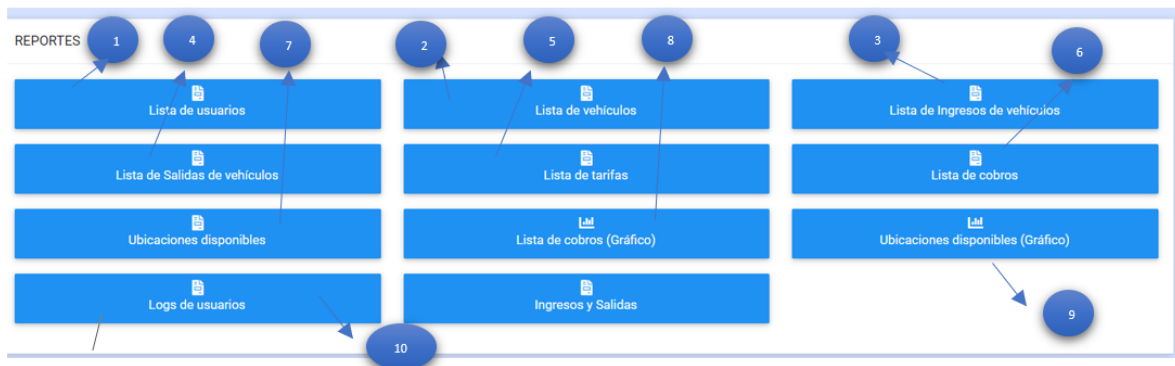 REPORTES 1 4 7 2 5 8 3 6
Lista de usuarios
Lista de vehículos
Lista de Ingresos de vehículos
Lista de Salidas de vehículos
Lista de tarifas
Lista de cobros
Ubicaciones disponibles
Lista de cobros (Gráfico)
Ubicaciones disponibles (Gráfico)
Logs de usuarios
Ingresos y Salidas
9
10